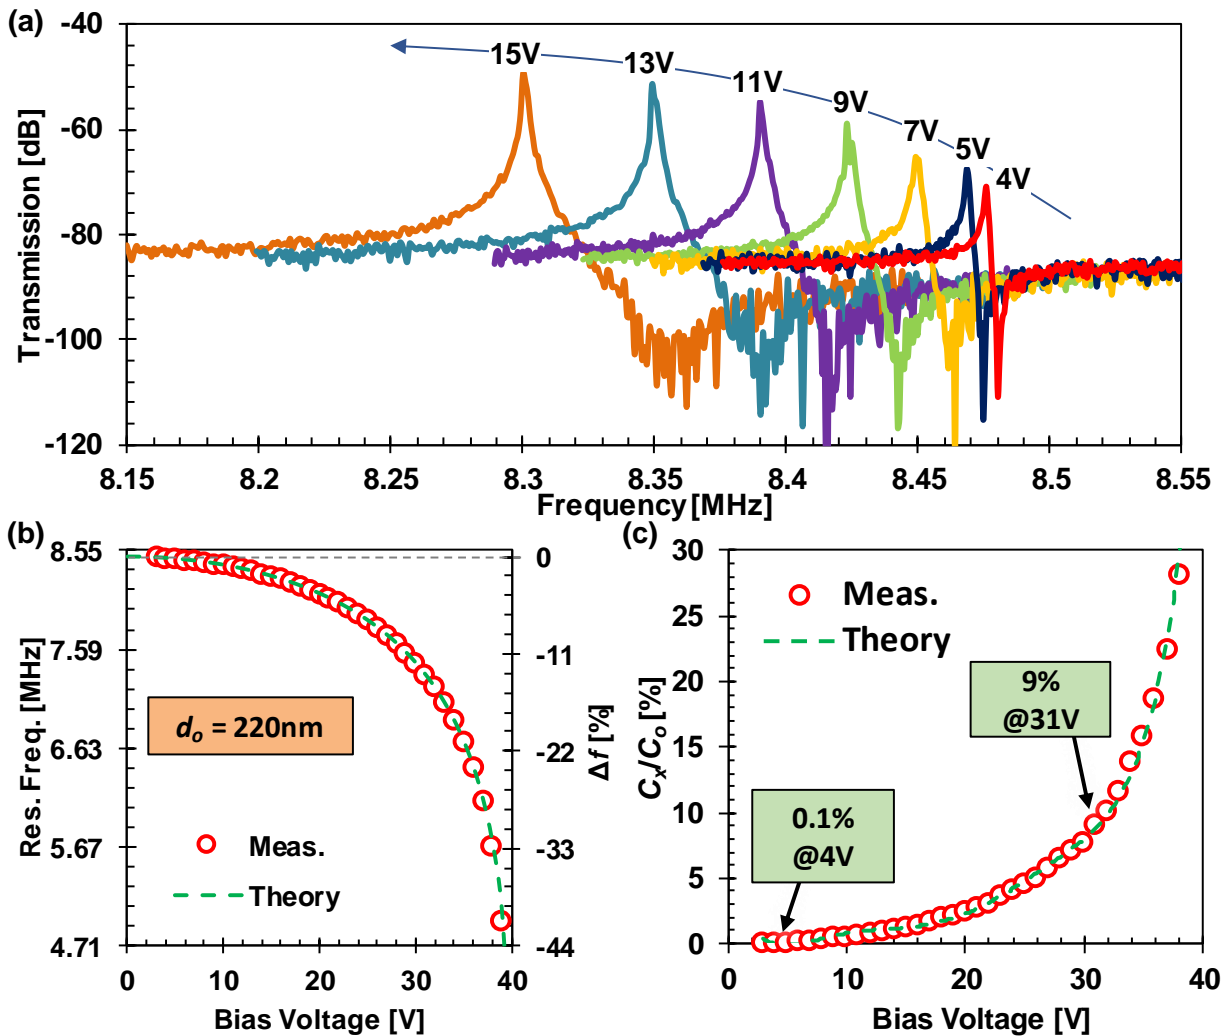 (a)
-40
-60
-80
-100
-120
Transmission [dB]
15V
13V
11V
9V
7V
5V
4V
8.15
8.2
8.25
8.3
8.35
8.4
8.45
8.5
8.55
Frequency [MHz]
(b)
8.55
7.59
6.63
5.67
4.71
Res. Freq. [MHz]
d_o = 220nm
Meas.
Theory
0
-11
-22
-33
-44
Δf [%]
0
10
20
30
40
Bias Voltage [V]
(c)
30
25
20
15
10
5
0
C_x/C_o [%]
Meas.
Theory
9%
@31V
0.1%
@4V
0
10
20
30
40
Bias Voltage [V]